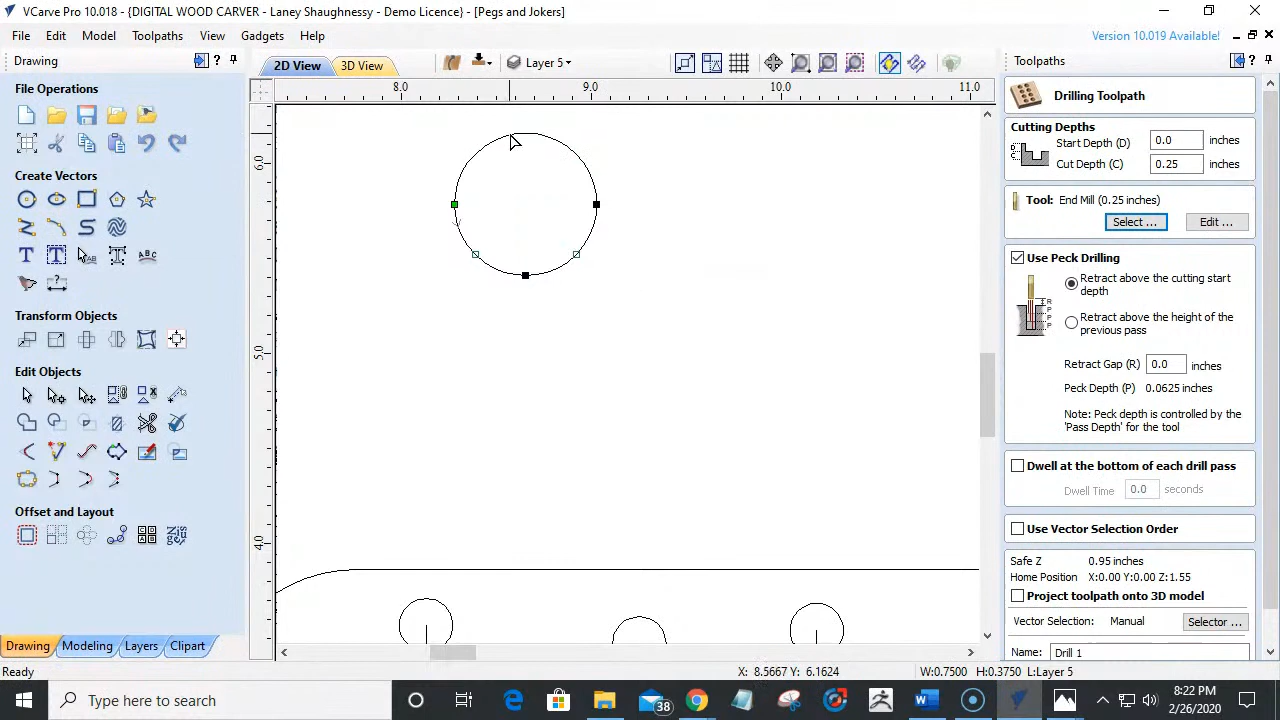 VCarve Pro 10.018 - {DIGITAL WOOD CARVER - Laney Shaughnessy - Demo Licence} - [Pegs and Jokers]
File Edit Model Toolpaths View Gadgets Help
Version 10.019 Available!
Drawing
2D View 3D View
Layer 5
Toolpaths
File Operations
8.0 9.0 10.0 11.0
6.0
5.0
4.0
Create Vectors
Transform Objects
Edit Objects
Offset and Layout
Drawing Modeling Layers Clipart
Drilling Toolpath
Cutting Depths
Start Depth (D) 0.0 inches
Cut Depth (C) 0.25 inches
Tool: End Mill (0.25 inches)
Select ... Edit ...
Use Peck Drilling
Retract above the cutting start
depth
Retract above the height of the
previous pass
Retract Gap (R) 0.0 inches
Peck Depth (P) 0.0625 inches
Note: Peck depth is controlled by the
'Pass Depth' for the tool
Dwell at the bottom of each drill pass
Dwell Time 0.0 seconds
Use Vector Selection Order
Safe Z 0.95 inches
Home Position X:0.00 Y:0.00 Z:1.55
Project toolpath onto 3D model
Vector Selection: Manual Selector ...
Name: Drill 1
Ready
X: 8.5667 Y: 6.1624
W:0.7500 H:0.3750 L:Layer 5
Type here to search
38
8:22 PM
2/26/2020